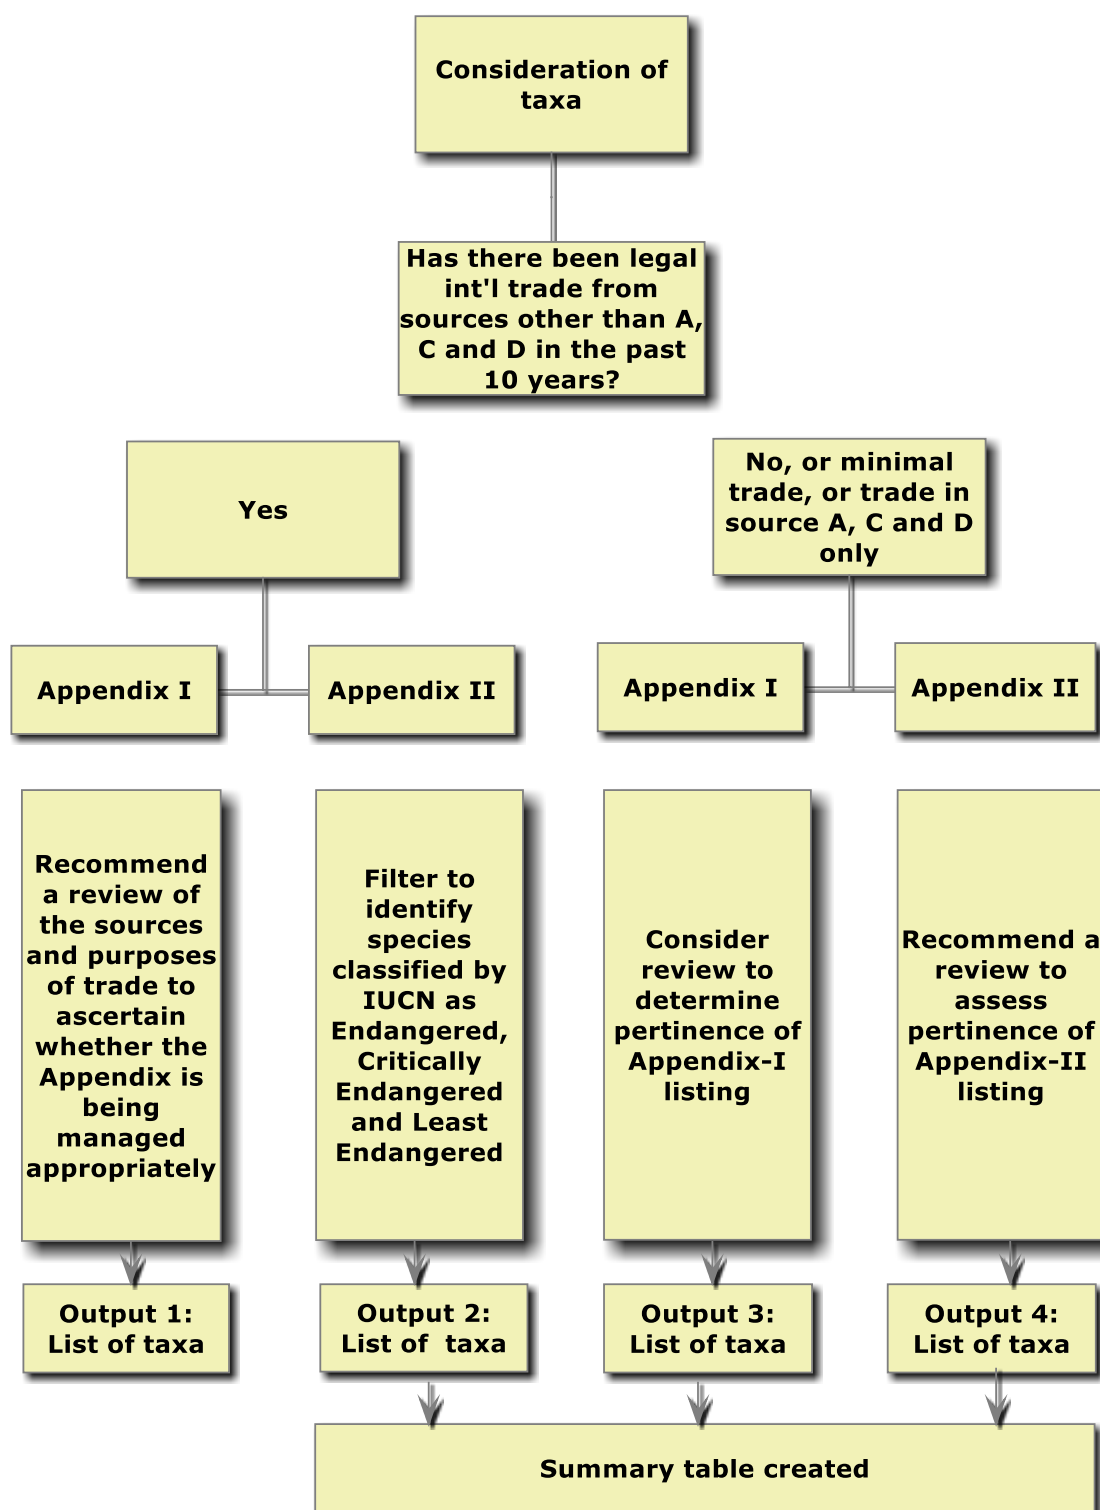 Consideration of
taxa
Has there been legal
int'l trade from
sources other than A,
C and D in the past
10 years?
Yes
No, or minimal
trade, or trade in
source A, C and D
only
Appendix I
Appendix II
Appendix I
Appendix II
Recommend
a review of
the sources
and purposes
of trade to
ascertain
whether the
Appendix is
being
managed
appropriately
Filter to
identify
species
classified by
IUCN as
Endangered,
Critically
Endangered
and Least
Endangered
Consider
review to
determine
pertinence of
Appendix-I
listing
Recommend a
review to
assess
pertinence of
Appendix-II
listing
Output 1:
List of taxa
Output 2:
List of  taxa
Output 3:
List of taxa
Output 4:
List of taxa
Summary table created